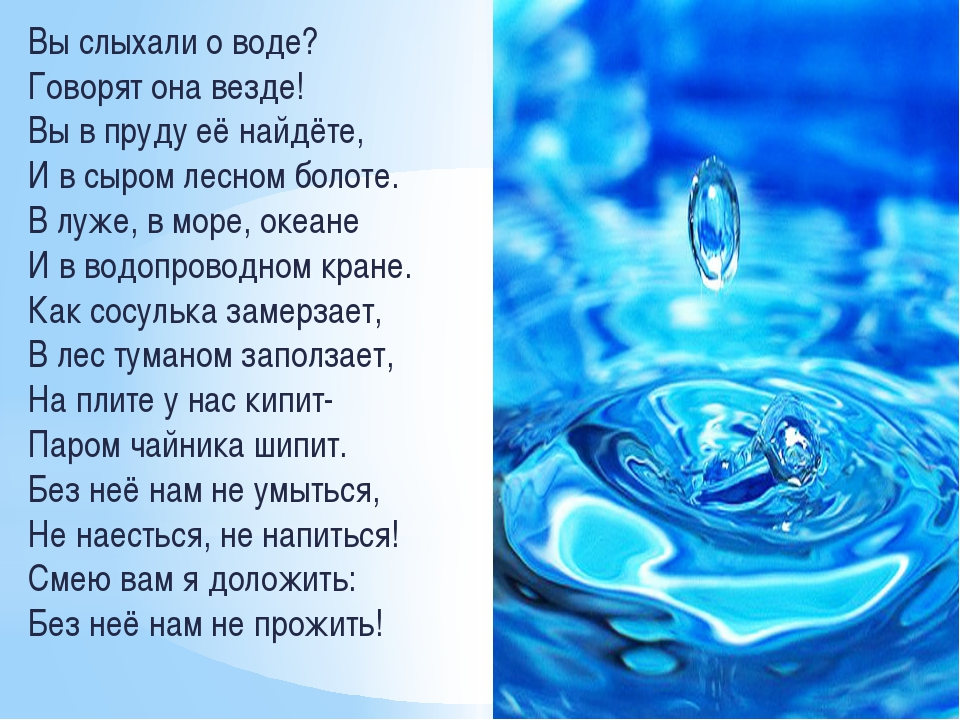 Вы слыхали о воде?
Говорят она везде!
Вы в пруду её найдёте,
И в сыром лесном болоте.
В луже, в море, океане
И в водопроводном кране.
Как сосулька замерзает,
В лес туманом заползает,
На плите у нас кипит-
Паром чайника шипит.
Без неё нам не умыться,
Не наесться, не напиться!
Смею вам я доложить:
Без неё нам не прожить!